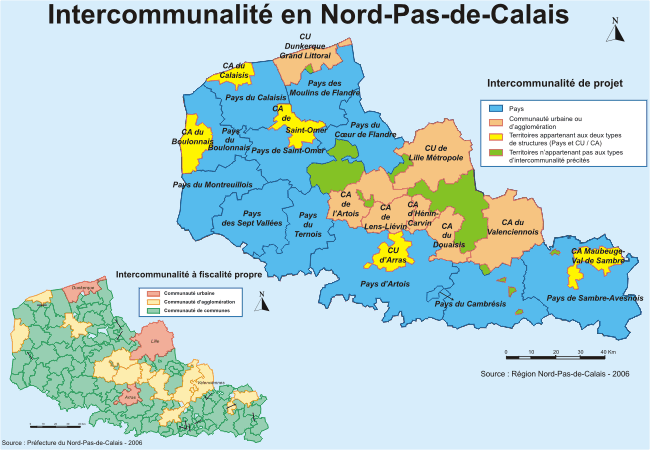 Intercommunalité en Nord-Pas-de-Calais
N
CU
Dunkerque
Grand Littoral
CA du
Calaisis
Pays des
Moulins de Flandre
Pays du Calaisis
CA
de
Saint-Omer
CA du
Boulonnais
Pays
du
Boulonnais
Pays de Saint-Omer
Pays du
Cœur de Flandre
CU de
Lille Métropole
Pays du Montreuillois
Pays
des Sept Vallées
Pays
du
Ternois
CA
de
l'Artois
CA
de
Lens-Liévin
CA
d'Hénin-
Carvin
CA
du
Douaisis
CA du
Valenciennois
CU
d'Arras
Pays d'Artois
Pays du Cambrésis
CA Maubeuge-
Val de Sambre
Pays de Sambre-Avesnois
Intercommunalité de projet
Pays
Communauté urbaine ou
d'agglomération
Territoires appartenant aux deux types
de structures (Pays et CU / CA)
Territoires n'appartenant pas aux types
d'intercommunalité précités
0 10 20 30 40 Km
Source : Région Nord-Pas-de-Calais - 2006
Intercommunalité à fiscalité propre
Communauté urbaine
Communauté d'agglomération
Communauté de communes
N
Dunkerque
Lille
Valenciennes
Arras
Source : Préfecture du Nord-Pas-de-Calais - 2006